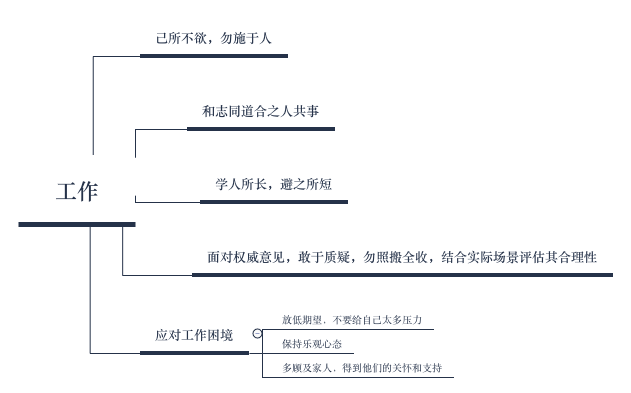 己所不欲，勿施于人
和志同道合之人共事
学人所长，避之所短
工作
面对权威意见，敢于质疑，勿照搬全收，结合实际场景评估其合理性
应对工作困境
放低期望．不要给自己太多压力
保持乐观心态
多顾及家人．得到他们的关怀和支持